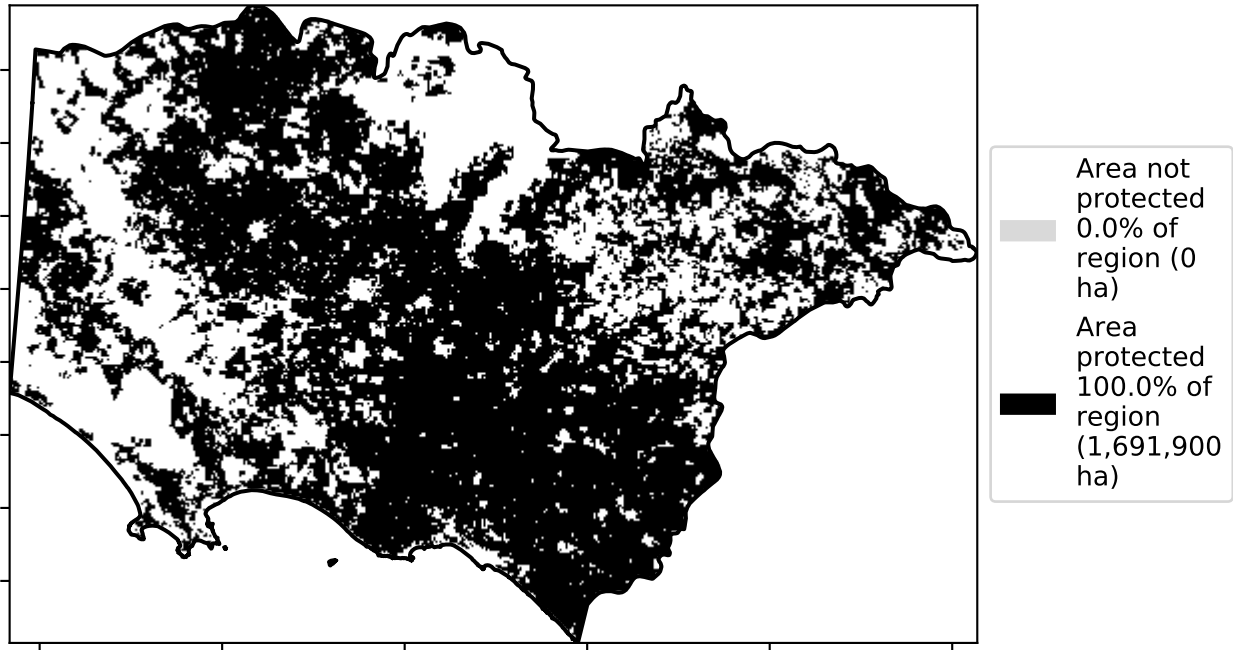 Area not
protected
0.0% of
region (0
ha)
Area
protected
100.0% of
region
(1,691,900
ha)